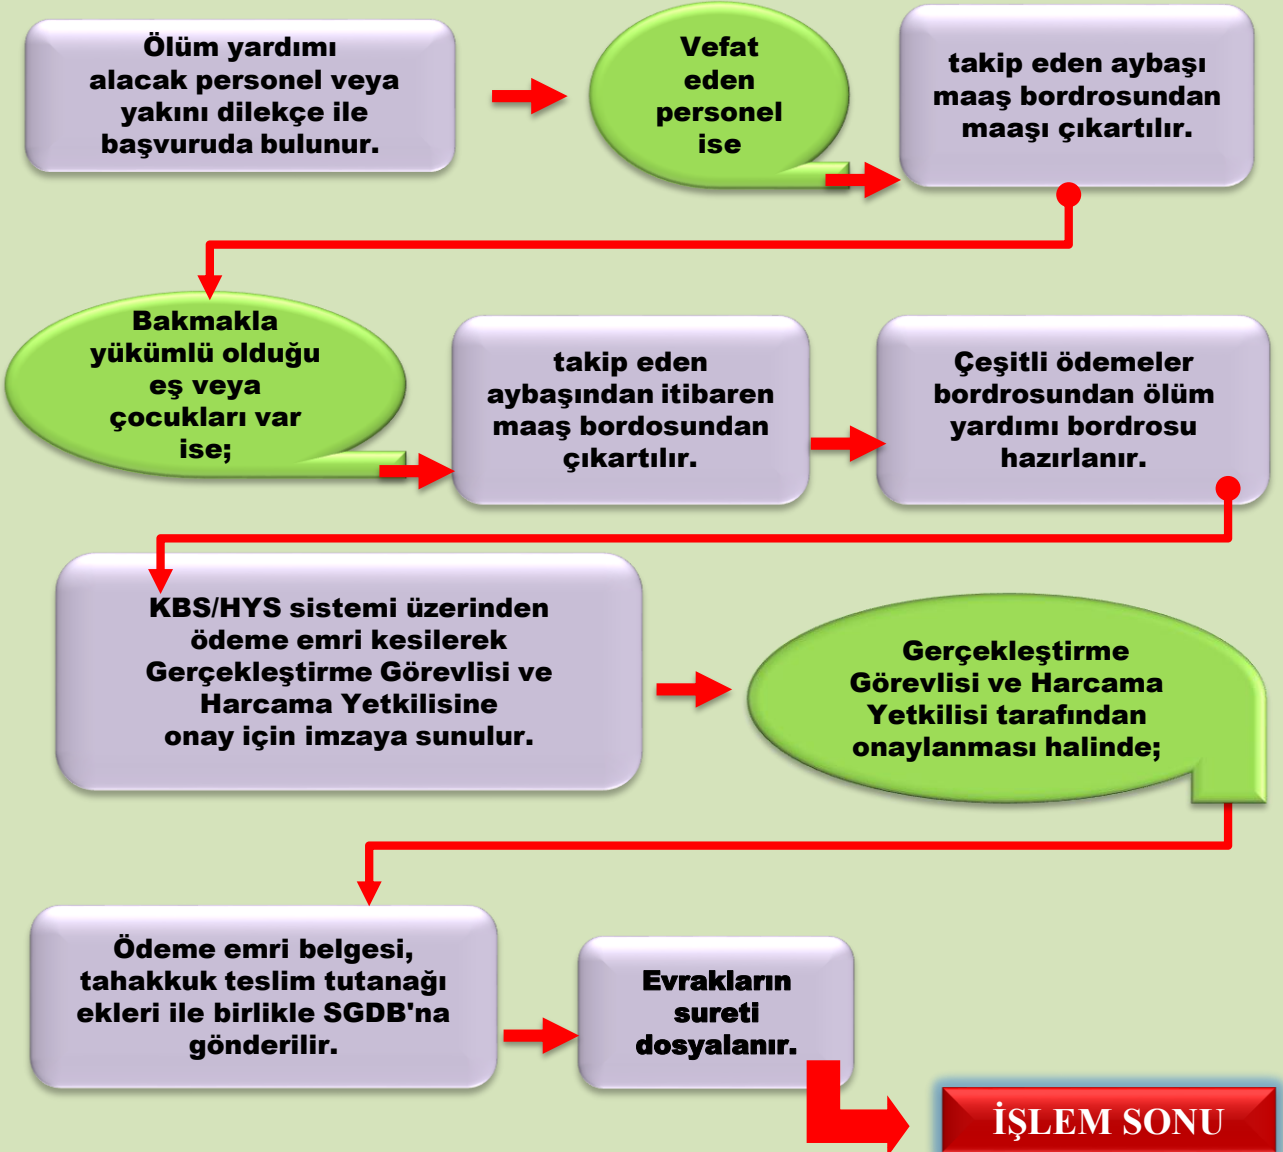 Ölüm yardımı
alacak personel veya
yakını dilekçe ile
başvuruda bulunur.
Vefat
eden
personel
ise
takip eden aybaşı
maaş bordrosundan
maaşı çıkartılır.
Bakmakla
yükümlü olduğu
eş veya
çocukları var
ise;
takip eden
aybaşından itibaren
maaş bordosundan
çıkartılır.
Çeşitli ödemeler
bordrosundan ölüm
yardımı bordrosu
hazırlanır.
KBS/HYS sistemi üzerinden
ödeme emri kesilerek
Gerçekleştirme Görevlisi ve
Harcama Yetkilisine
onay için imzaya sunulur.
Gerçekleştirme
Görevlisi ve Harcama
Yetkilisi tarafından
onaylanması halinde;
Ödeme emri belgesi,
tahakkuk teslim tutanağı
ekleri ile birlikte SGDB'na
gönderilir.
Evrakların
sureti
dosyalanır.
İŞLEM SONU